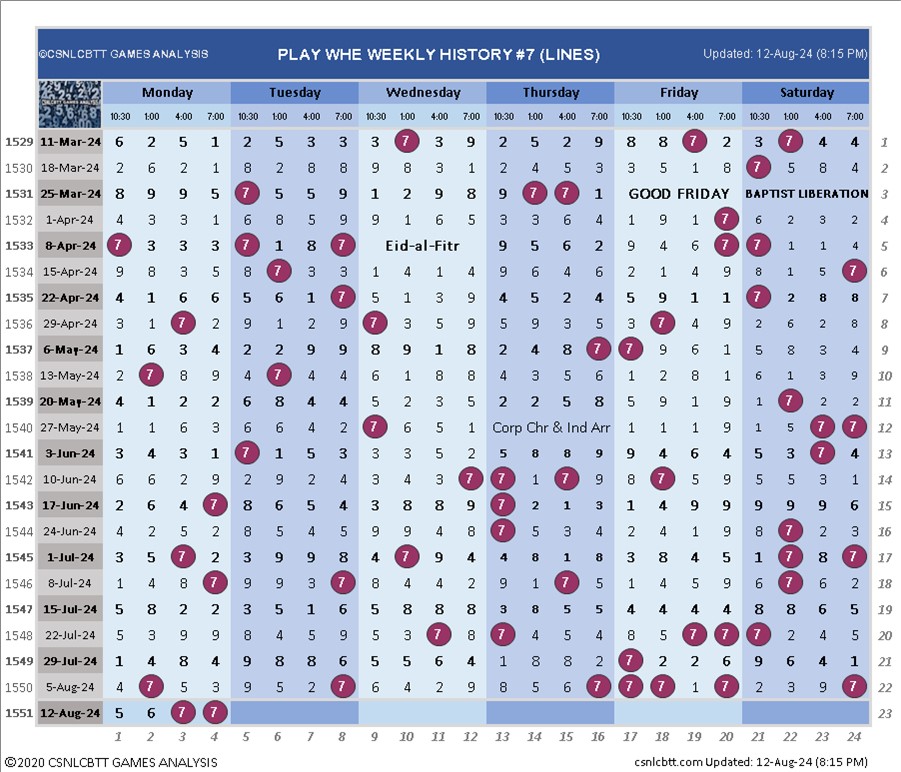 ©CSNLCBTT GAMES ANALYSIS PLAY WHE WEEKLY HISTORY #7 (LINES) Updated: 12-Aug-24 (8:15 PM)
Monday Tuesday Wednesday Thursday Friday Saturday
10:30 1:00 4:00 7:00 10:30 1:00 4:00 7:00 10:30 1:00 4:00 7:00 10:30 1:00 4:00 7:00 10:30 1:00 4:00 7:00 10:30 1:00 4:00 7:00
1529 11-Mar-24 6 2 5 1 2 5 3 3 3 7 3 9 2 5 2 9 8 8 7 2 3 7 4 4 1
1530 18-Mar-24 2 6 2 1 8 2 8 8 9 8 3 1 2 4 5 3 3 5 1 8 7 5 8 4 2
1531 25-Mar-24 8 9 9 5 7 5 5 9 1 2 9 8 9 7 7 1 GOOD FRIDAY BAPTIST LIBERATION 3
1532 1-Apr-24 4 3 3 1 6 8 5 9 9 1 6 5 3 3 6 4 1 9 1 7 6 2 3 2 4
1533 8-Apr-24 7 3 3 3 7 1 8 7 Eid-al-Fitr 9 5 6 2 9 4 6 7 7 1 1 4 5
1534 15-Apr-24 9 8 3 5 8 7 3 3 1 4 1 4 9 6 4 6 2 1 4 9 8 1 5 7 6
1535 22-Apr-24 4 1 6 6 5 6 1 7 5 1 3 9 4 5 2 4 5 9 1 1 7 2 8 8 7
1536 29-Apr-24 3 1 7 2 9 1 2 9 7 3 5 9 5 9 3 5 3 7 4 9 2 6 2 8 8
1537 6-May-24 1 6 3 4 2 2 9 9 8 9 1 8 2 4 8 7 7 9 6 1 5 8 3 4 9
1538 13-May-24 2 7 8 9 6 7 4 4 6 1 8 8 4 3 5 6 1 2 8 1 6 1 3 9 10
1539 20-May-24 4 1 2 2 6 8 4 4 5 2 3 5 2 2 5 8 5 9 1 9 1 7 2 2 11
1540 27-May-24 1 1 6 3 6 6 4 2 7 6 5 1 Corp Chr & Ind Arr 1 1 1 9 1 5 7 7 12
1541 3-Jun-24 3 4 3 1 7 1 5 3 3 3 5 2 5 8 8 9 9 4 6 4 5 3 7 4 13
1542 10-Jun-24 6 6 2 9 2 9 2 4 3 4 3 7 7 1 7 9 8 7 5 9 5 5 3 1 14
1543 17-Jun-24 2 6 4 7 8 6 5 4 3 8 8 9 7 2 1 3 1 4 9 9 9 9 9 6 15
1544 24-Jun-24 4 2 5 2 8 5 4 5 9 9 4 8 7 5 3 4 2 4 1 9 8 7 2 3 16
1545 1-Jul-24 3 5 7 2 3 9 9 8 4 7 9 4 4 8 1 8 3 8 4 5 1 7 8 7 17
1546 8-Jul-24 1 4 8 7 9 9 3 7 8 4 4 2 9 1 7 5 1 4 5 9 6 7 6 2 18
1547 15-Jul-24 5 8 2 2 3 5 1 6 5 8 8 8 3 8 5 5 4 4 4 4 8 8 6 5 19
1548 22-Jul-24 5 3 9 9 8 4 5 9 5 3 7 8 7 4 5 4 8 5 7 7 7 2 4 5 20
1549 29-Jul-24 1 4 8 4 9 8 8 6 5 5 6 4 1 8 8 2 7 2 2 6 9 6 4 1 21
1550 5-Aug-24 4 7 5 3 9 5 2 7 6 4 2 9 8 5 6 7 7 7 1 7 2 3 9 7 22
1551 12-Aug-24 5 6 7 7 23
1 2 3 4 5 6 7 8 9 10 11 12 13 14 15 16 17 18 19 20 21 22 23 24
©2020 CSNLCBTT GAMES ANALYSIS csnlcbtt.com Updated: 12-Aug-24 (8:15 PM)